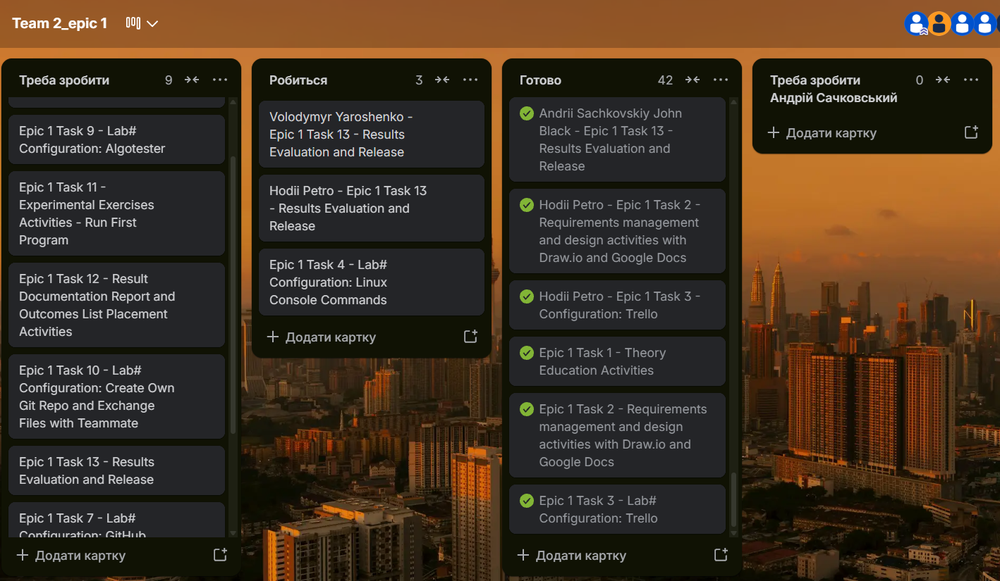 Team 2_epic 1
Треба зробити 9
Epic 1 Task 9 - Lab#
Configuration: Algotester
Epic 1 Task 11 -
Experimental Exercises
Activities - Run First
Program
Epic 1 Task 12 - Result
Documentation Report and
Outcomes List Placement
Activities
Epic 1 Task 10 - Lab#
Configuration: Create Own
Git Repo and Exchange
Files with Teammate
Epic 1 Task 13 - Results
Evaluation and Release
Epic 1 Task 7 - Lab#
Configuration: GitHub
Додати картку
Робиться 3
Volodymyr Yaroshenko -
Epic 1 Task 13 - Results
Evaluation and Release
Hodii Petro - Epic 1 Task 13
- Results Evaluation and
Release
Epic 1 Task 4 - Lab#
Configuration: Linux
Console Commands
Додати картку
Готово 42
Andrii Sachkovskiy John
Black - Epic 1 Task 13 -
Results Evaluation and
Release
Hodii Petro - Epic 1 Task 2 -
Requirements management
and design activities with
Draw.io and Google Docs
Hodii Petro - Epic 1 Task 3 -
Configuration: Trello
Epic 1 Task 1 - Theory
Education Activities
Epic 1 Task 2 - Requirements
management and design
activities with Draw.io and
Google Docs
Epic 1 Task 3 - Lab#
Configuration: Trello
Додати картку
Треба зробити 0
Андрій Сачковський
Додати картку